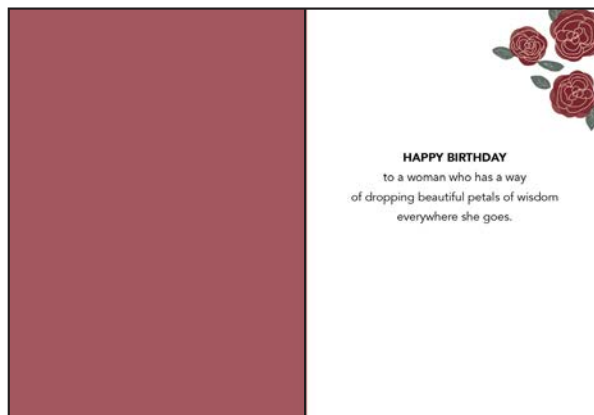 HAPPY BIRTHDAY
to a woman who has a way
of dropping beautiful petals of wisdom
everywhere she goes.